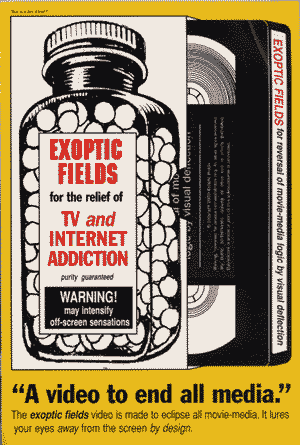 EXOPTIC
FIELDS
for the relief of
TV and
INTERNET
ADDICTION
purity guaranteed
WARNING!
may intensify
off-screen sensations
EXOPTIC FIELDS for reversal of movie-media logic by visual deflection
"A video to end all media."
The exoptic fields video is made to eclipse all movie-media. It lures
your eyes away from the screen by design.